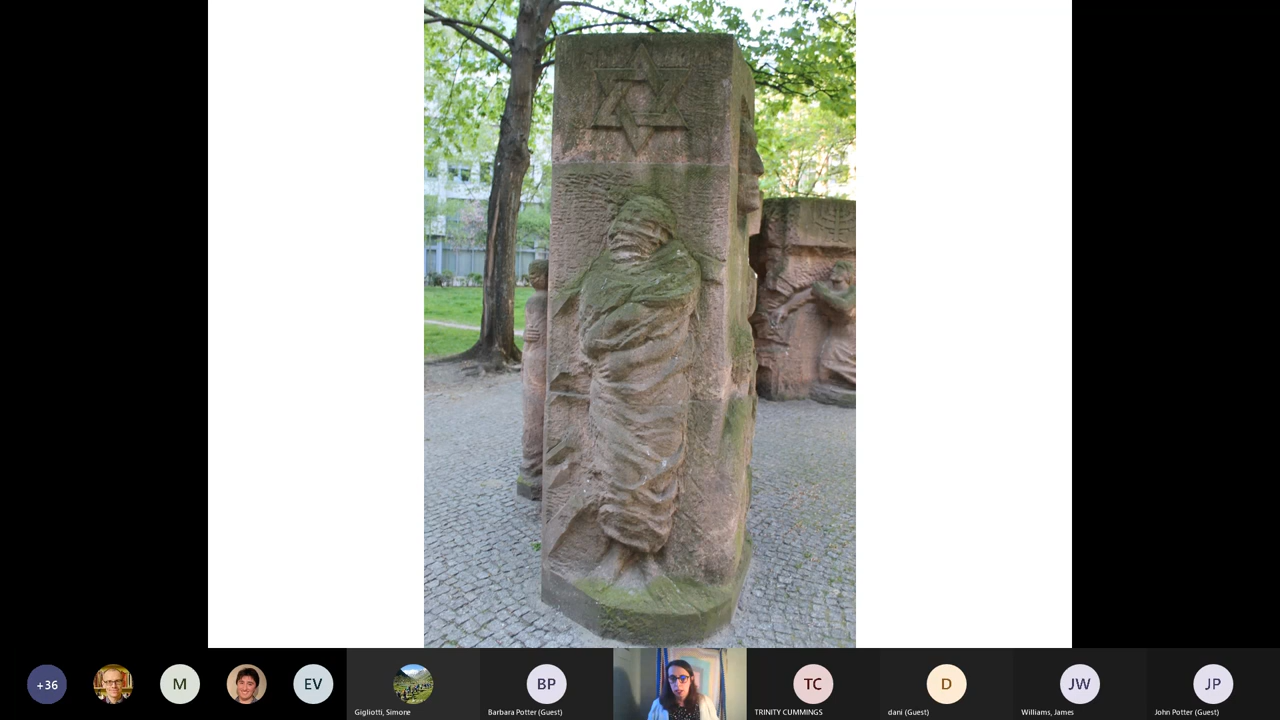 +36
M
EV
Gigliotti, Simone
BP
Barbara Potter (Guest)
TC
TRINITY CUMMINGS
D
dani (Guest)
JW
Williams, James
JP
John Potter (Guest)